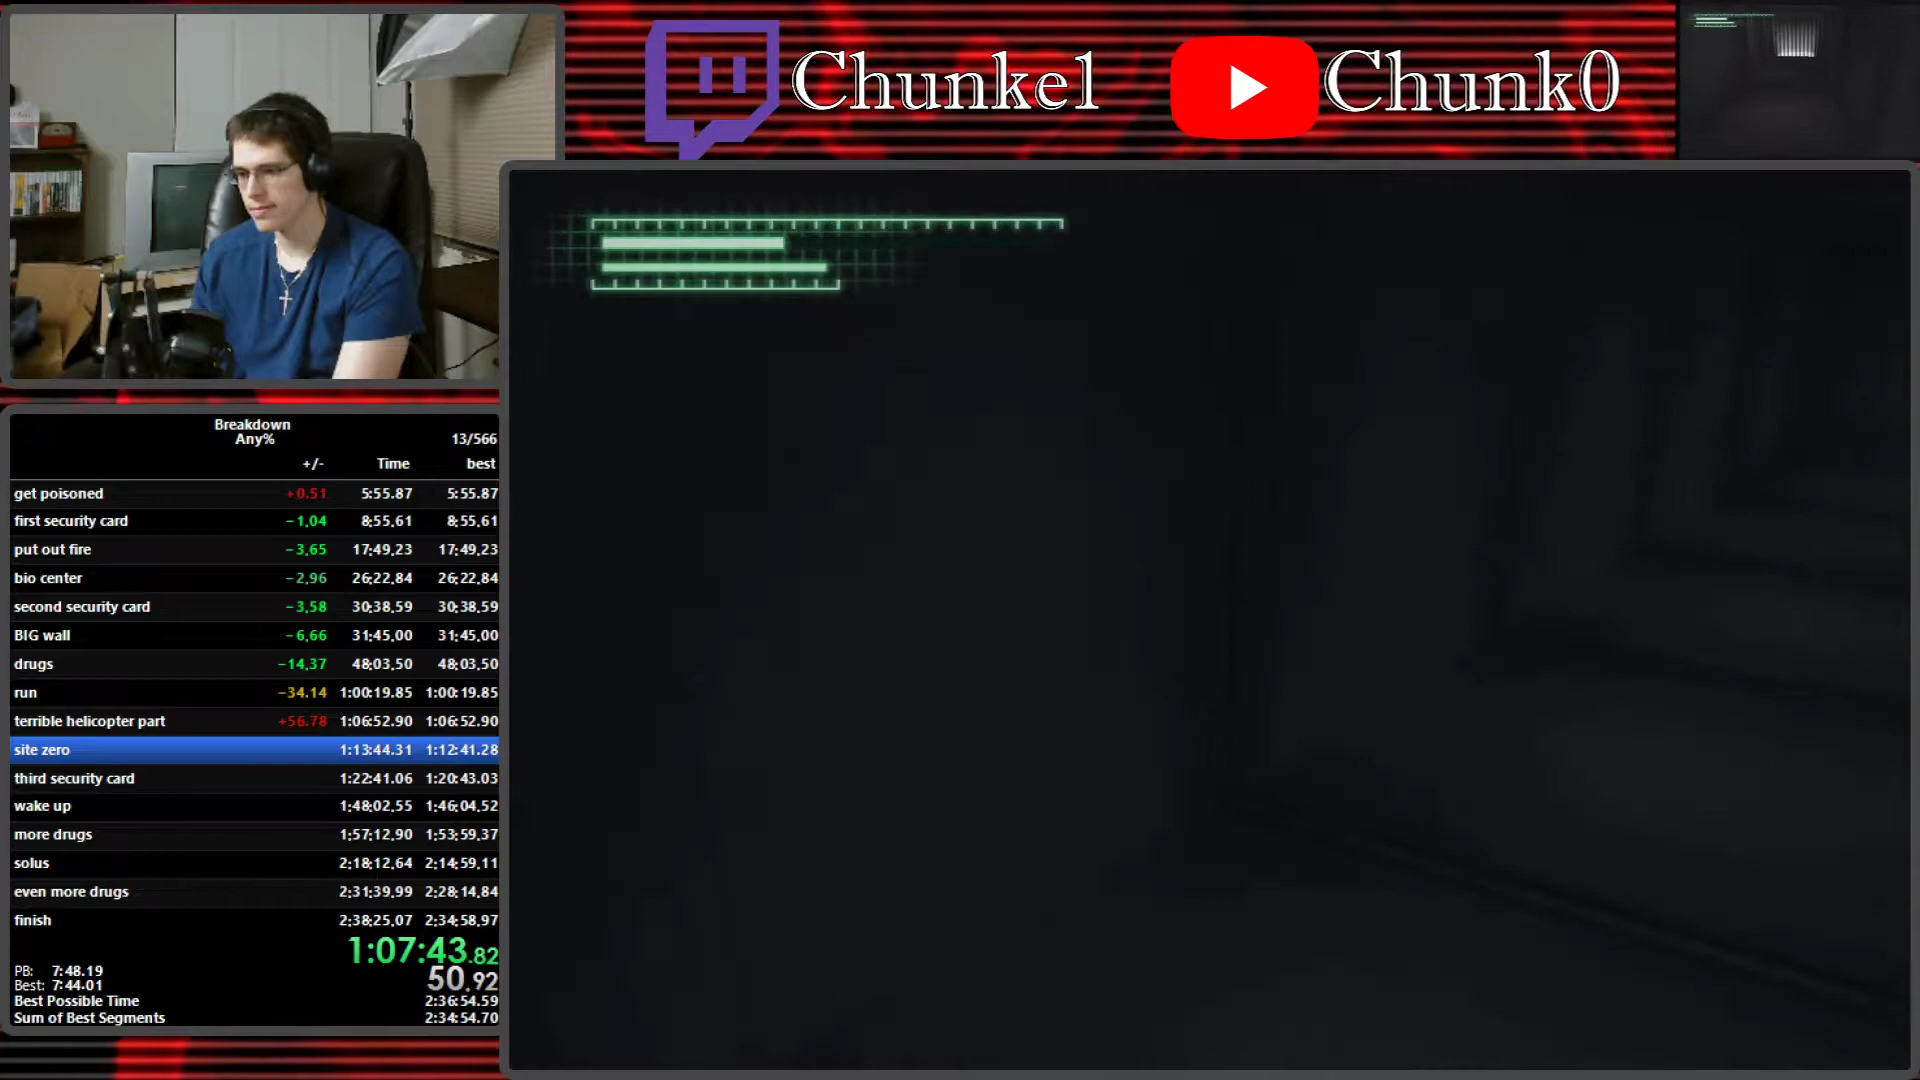 Chunke1
Chunk0
Breakdown
Any% 13/566
+/- Time best
get poisoned +0.51 5:55.87 5:55.87
first security card -1.04 8:55.61 8:55.61
put out fire -3.65 17:49.23 17:49.23
bio center -2.96 26:22.84 26:22.84
second security card -3.58 30:38.59 30:38.59
BIG wall -6.66 31:45.00 31:45.00
drugs -14.37 48:03.50 48:03.50
run -34.14 1:00:19.85 1:00:19.85
terrible helicopter part +56.78 1:06:52.90 1:06:52.90
site zero 1:13:44.31 1:12:41.28
third security card 1:22:41.06 1:20:43.03
wake up 1:48:02.55 1:46:04.52
more drugs 1:57:12.90 1:53:59.37
solus 2:18:12.64 2:14:59.11
even more drugs 2:31:39.99 2:28:14.84
finish 2:38:25.07 2:34:58.97
1:07:43.82
PB: 7:48.19 50.92
Best: 7:44.01
Best Possible Time 2:36:54.59
Sum of Best Segments 2:34:54.70